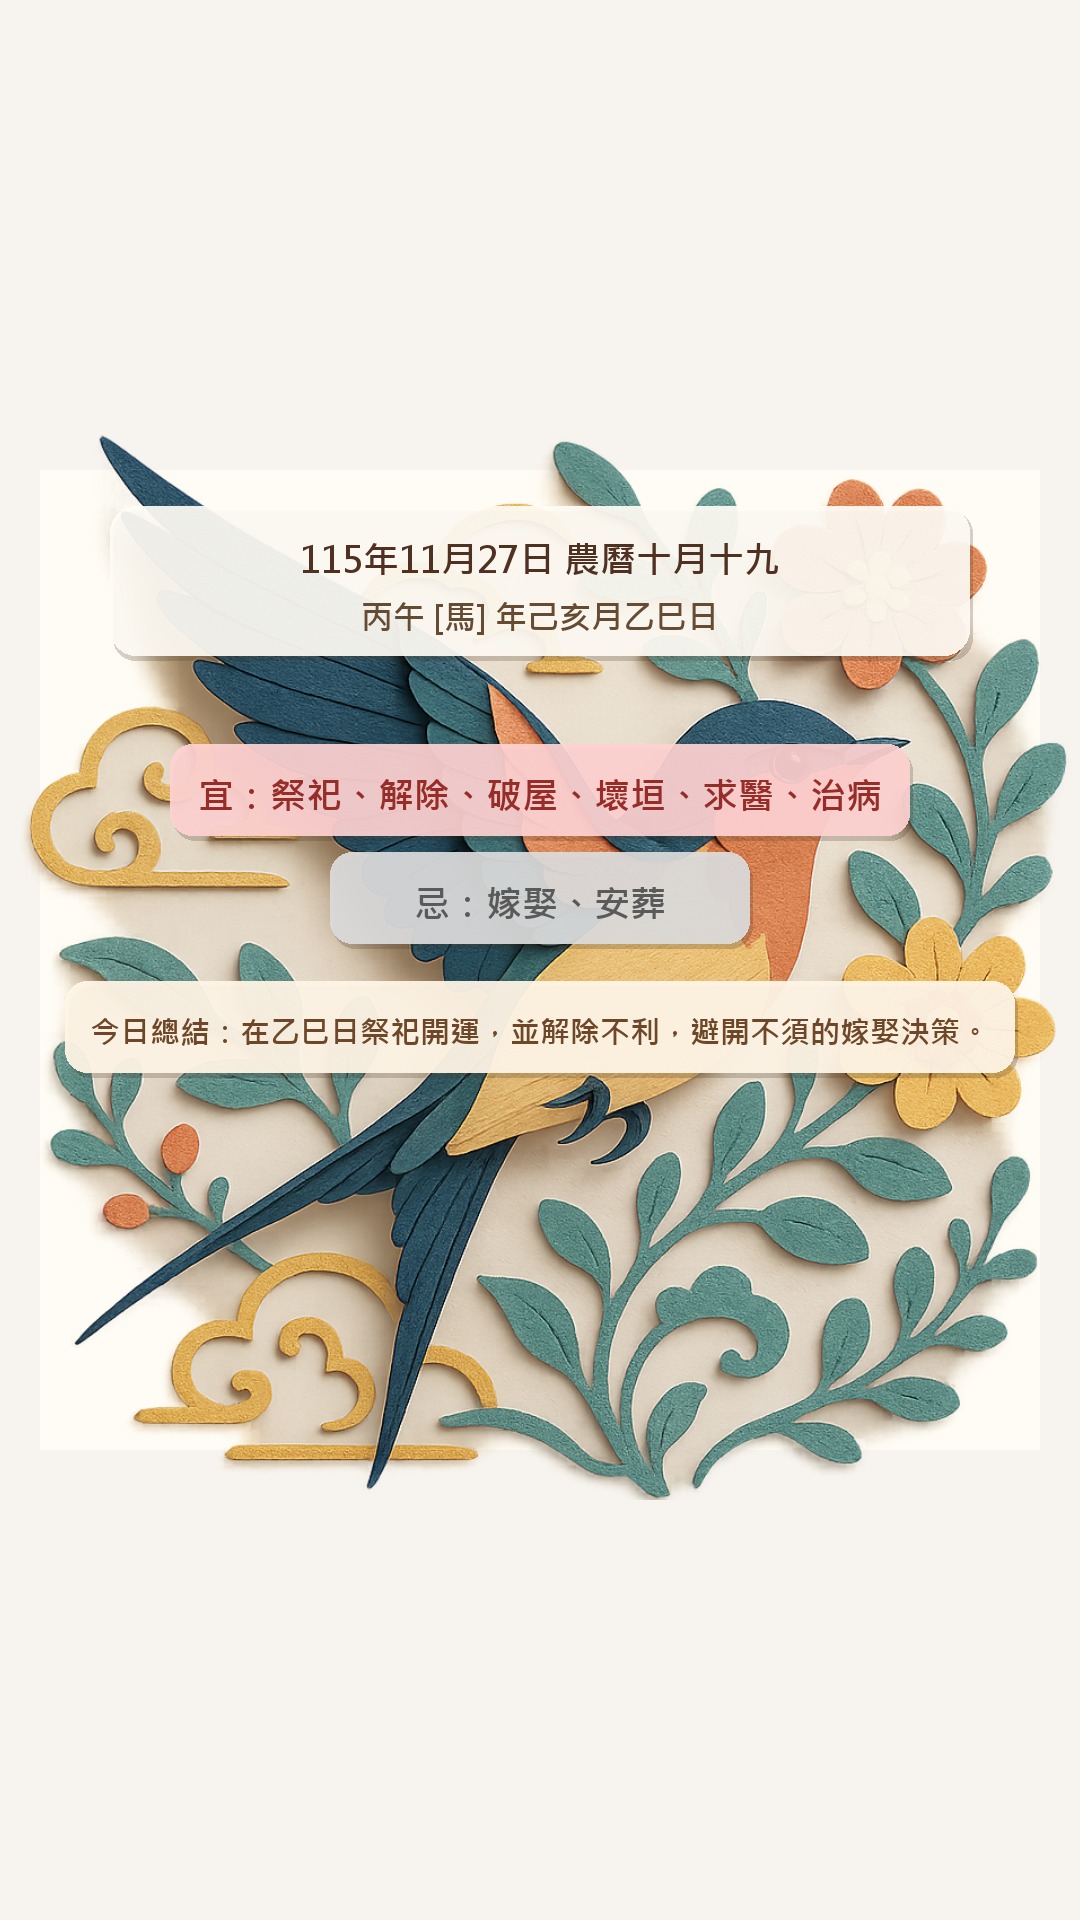 115年11月27日 農曆十月十九
丙午 [馬] 年己亥月乙巳日
宜：祭祀、解除、破屋、壞垣、求醫、治病
忌：嫁娶、安葬
今日總結：在乙巳日祭祀開運，並解除不利，避開不須的嫁娶決策。